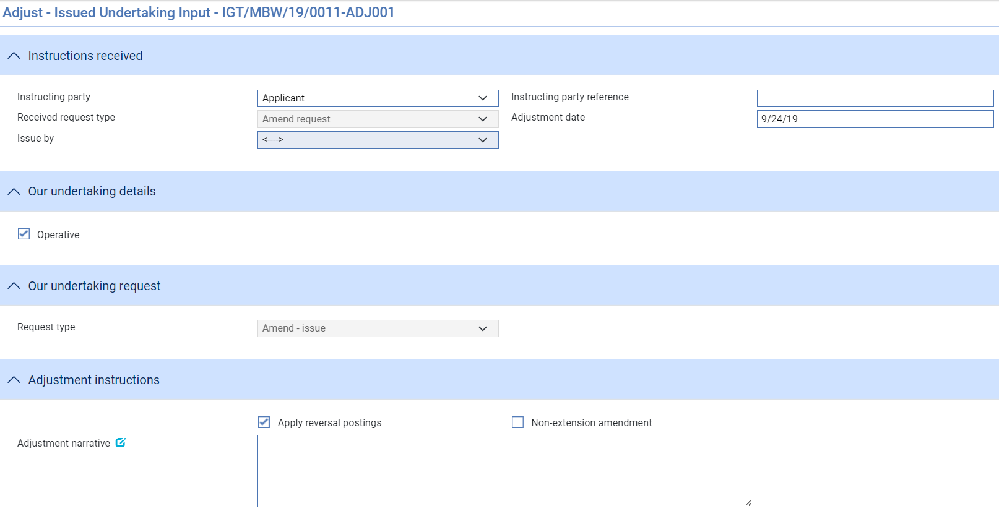 Adjust - Issued Undertaking Input - IGT/MBW/19/0011-ADJ001
Instructions received
Instructing party Applicant Instructing party reference
Received request type Amend request Adjustment date 9/24/19
Issue by <---->
Our undertaking details
Operative
Our undertaking request
Request type Amend - issue
Adjustment instructions
Apply reversal postings Non-extension amendment
Adjustment narrative